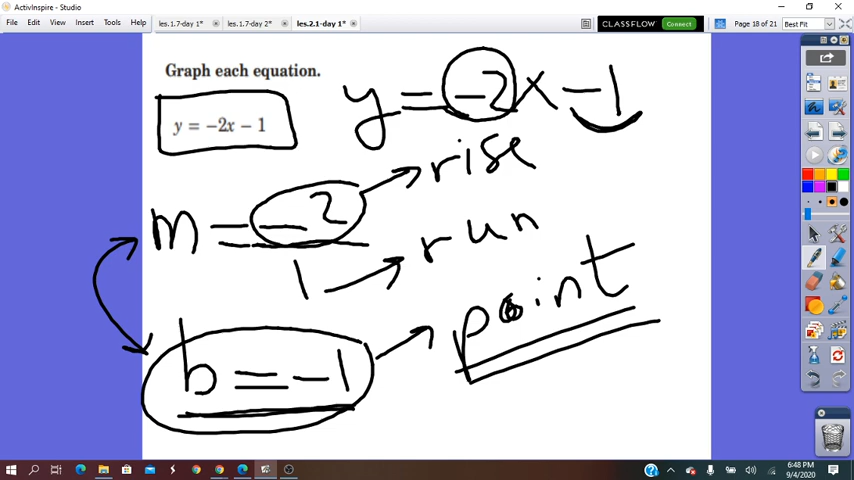 ActivInspire - Studio
File Edit View Insert Tools Help
les.1.7-day 1* les.1.7-day 2* les.2.1-day 1*
CLASSFLOW Connect
Page 18 of 21 Best Fit
Graph each equation.
y = -2x - 1
y = -2x - 1
m = -2 rise
1 run
b = -1 point
6:48 PM
9/4/2020